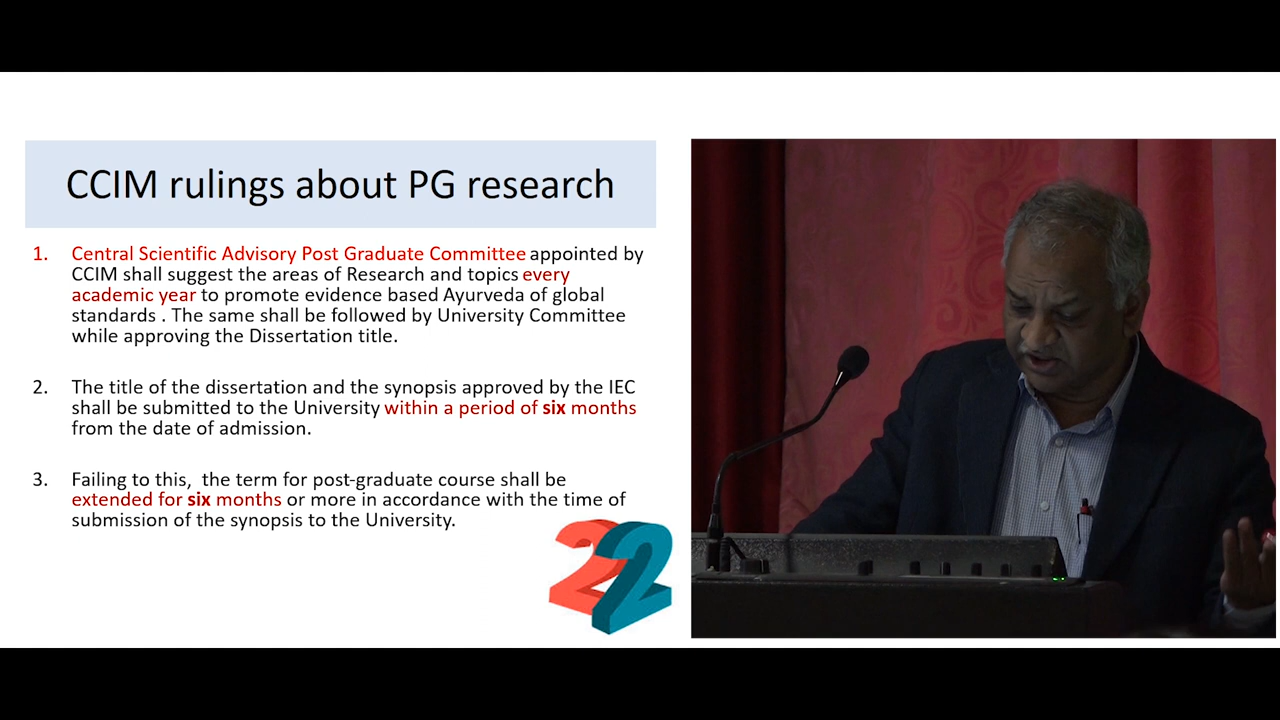 CCIM rulings about PG research
1. Central Scientific Advisory Post Graduate Committee appointed by
CCIM shall suggest the areas of Research and topics every
academic year to promote evidence based Ayurveda of global
standards . The same shall be followed by University Committee
while approving the Dissertation title.
2. The title of the dissertation and the synopsis approved by the IEC
shall be submitted to the University within a period of six months
from the date of admission.
3. Failing to this, the term for post-graduate course shall be
extended for six months or more in accordance with the time of
submission of the synopsis to the University.
22